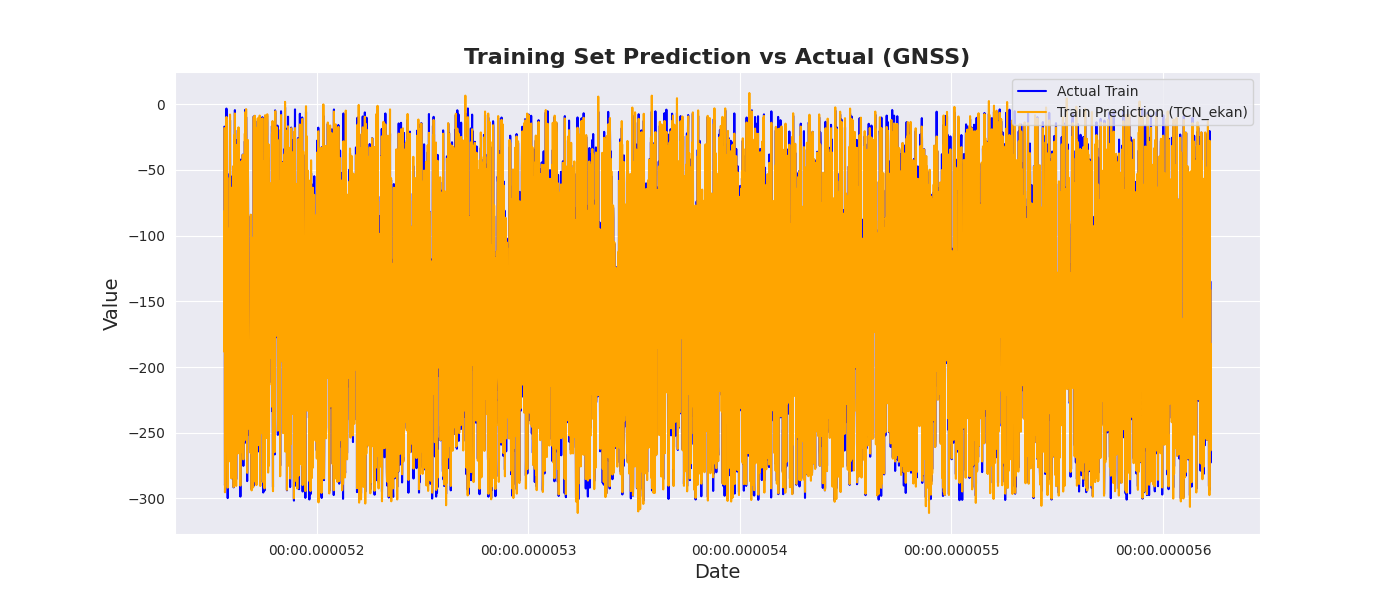 Training Set Prediction vs Actual (GNSS)
Actual Train
Train Prediction (TCN_ekan)
Value
0
−50
−100
−150
−200
−250
−300
00:00.000052
00:00.000053
00:00.000054
00:00.000055
00:00.000056
Date